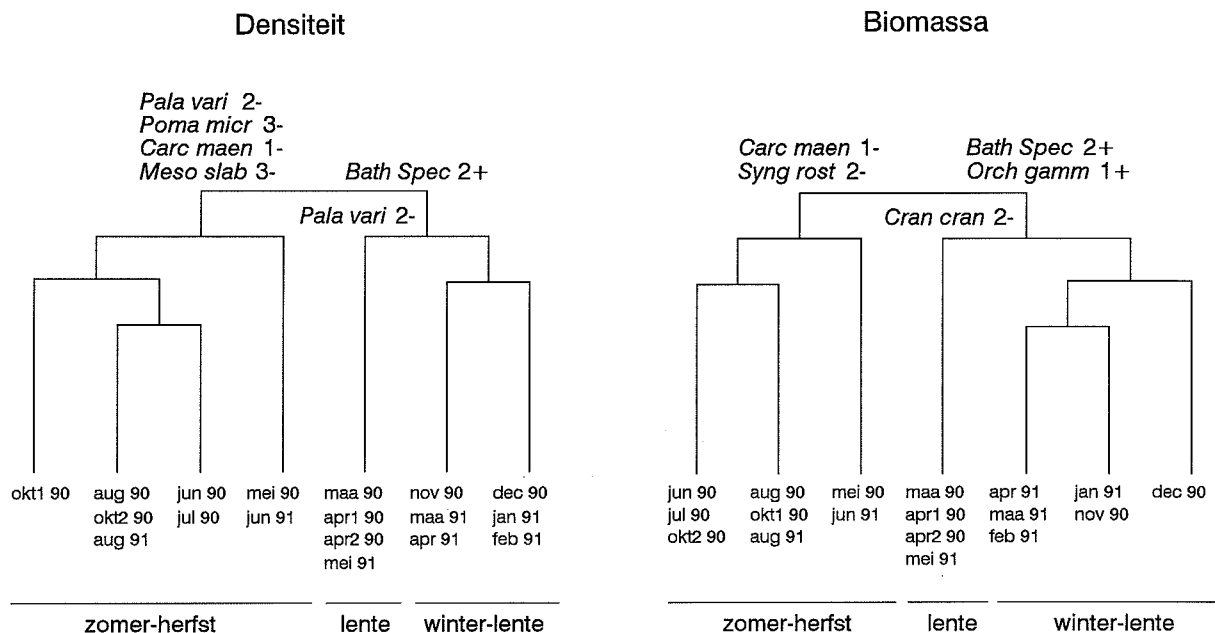 Densiteit
Pala vari 2-
Poma micr 3-
Carc maen 1-
Meso slab 3-
Bath Spec 2+
Pala vari 2-
okt1 90
aug 90
okt2 90
aug 91
jun 90
jul 90
mei 90
jun 91
maa 90
apr1 90
apr2 90
mei 91
nov 90
maa 91
apr 91
dec 90
jan 91
feb 91
zomer-herfst
lente
winter-lente
Biomassa
Carc maen 1-
Syng rost 2-
Bath Spec 2+
Orch gamm 1+
Cran cran 2-
jun 90
jul 90
okt2 90
aug 90
okt1 90
aug 91
mei 90
jun 91
maa 90
apr1 90
apr2 90
mei 91
apr 91
maa 91
feb 91
jan 91
nov 90
dec 90
zomer-herfst
lente
winter-lente